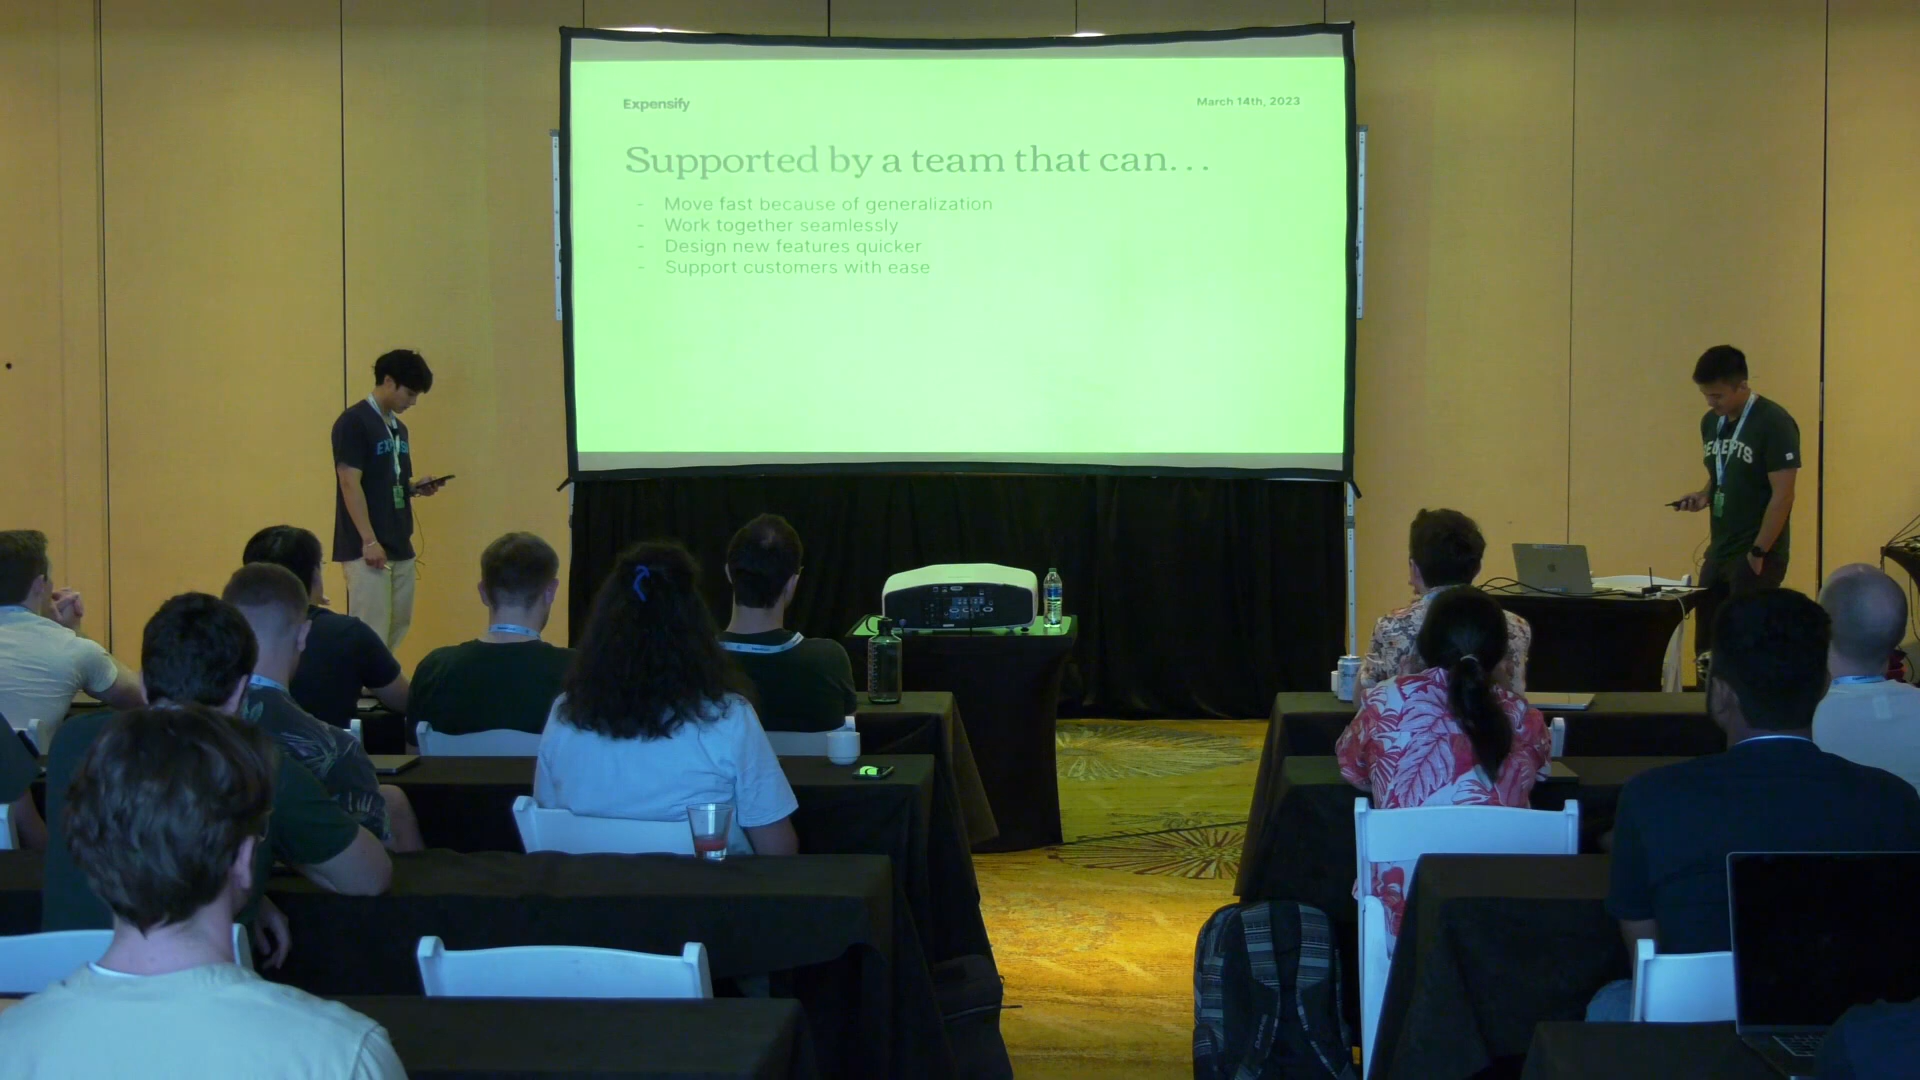 Expensify
March 14th, 2023
Supported by a team that can...
- Move fast because of generalization
- Work together seamlessly
- Design new features quicker
- Support customers with ease